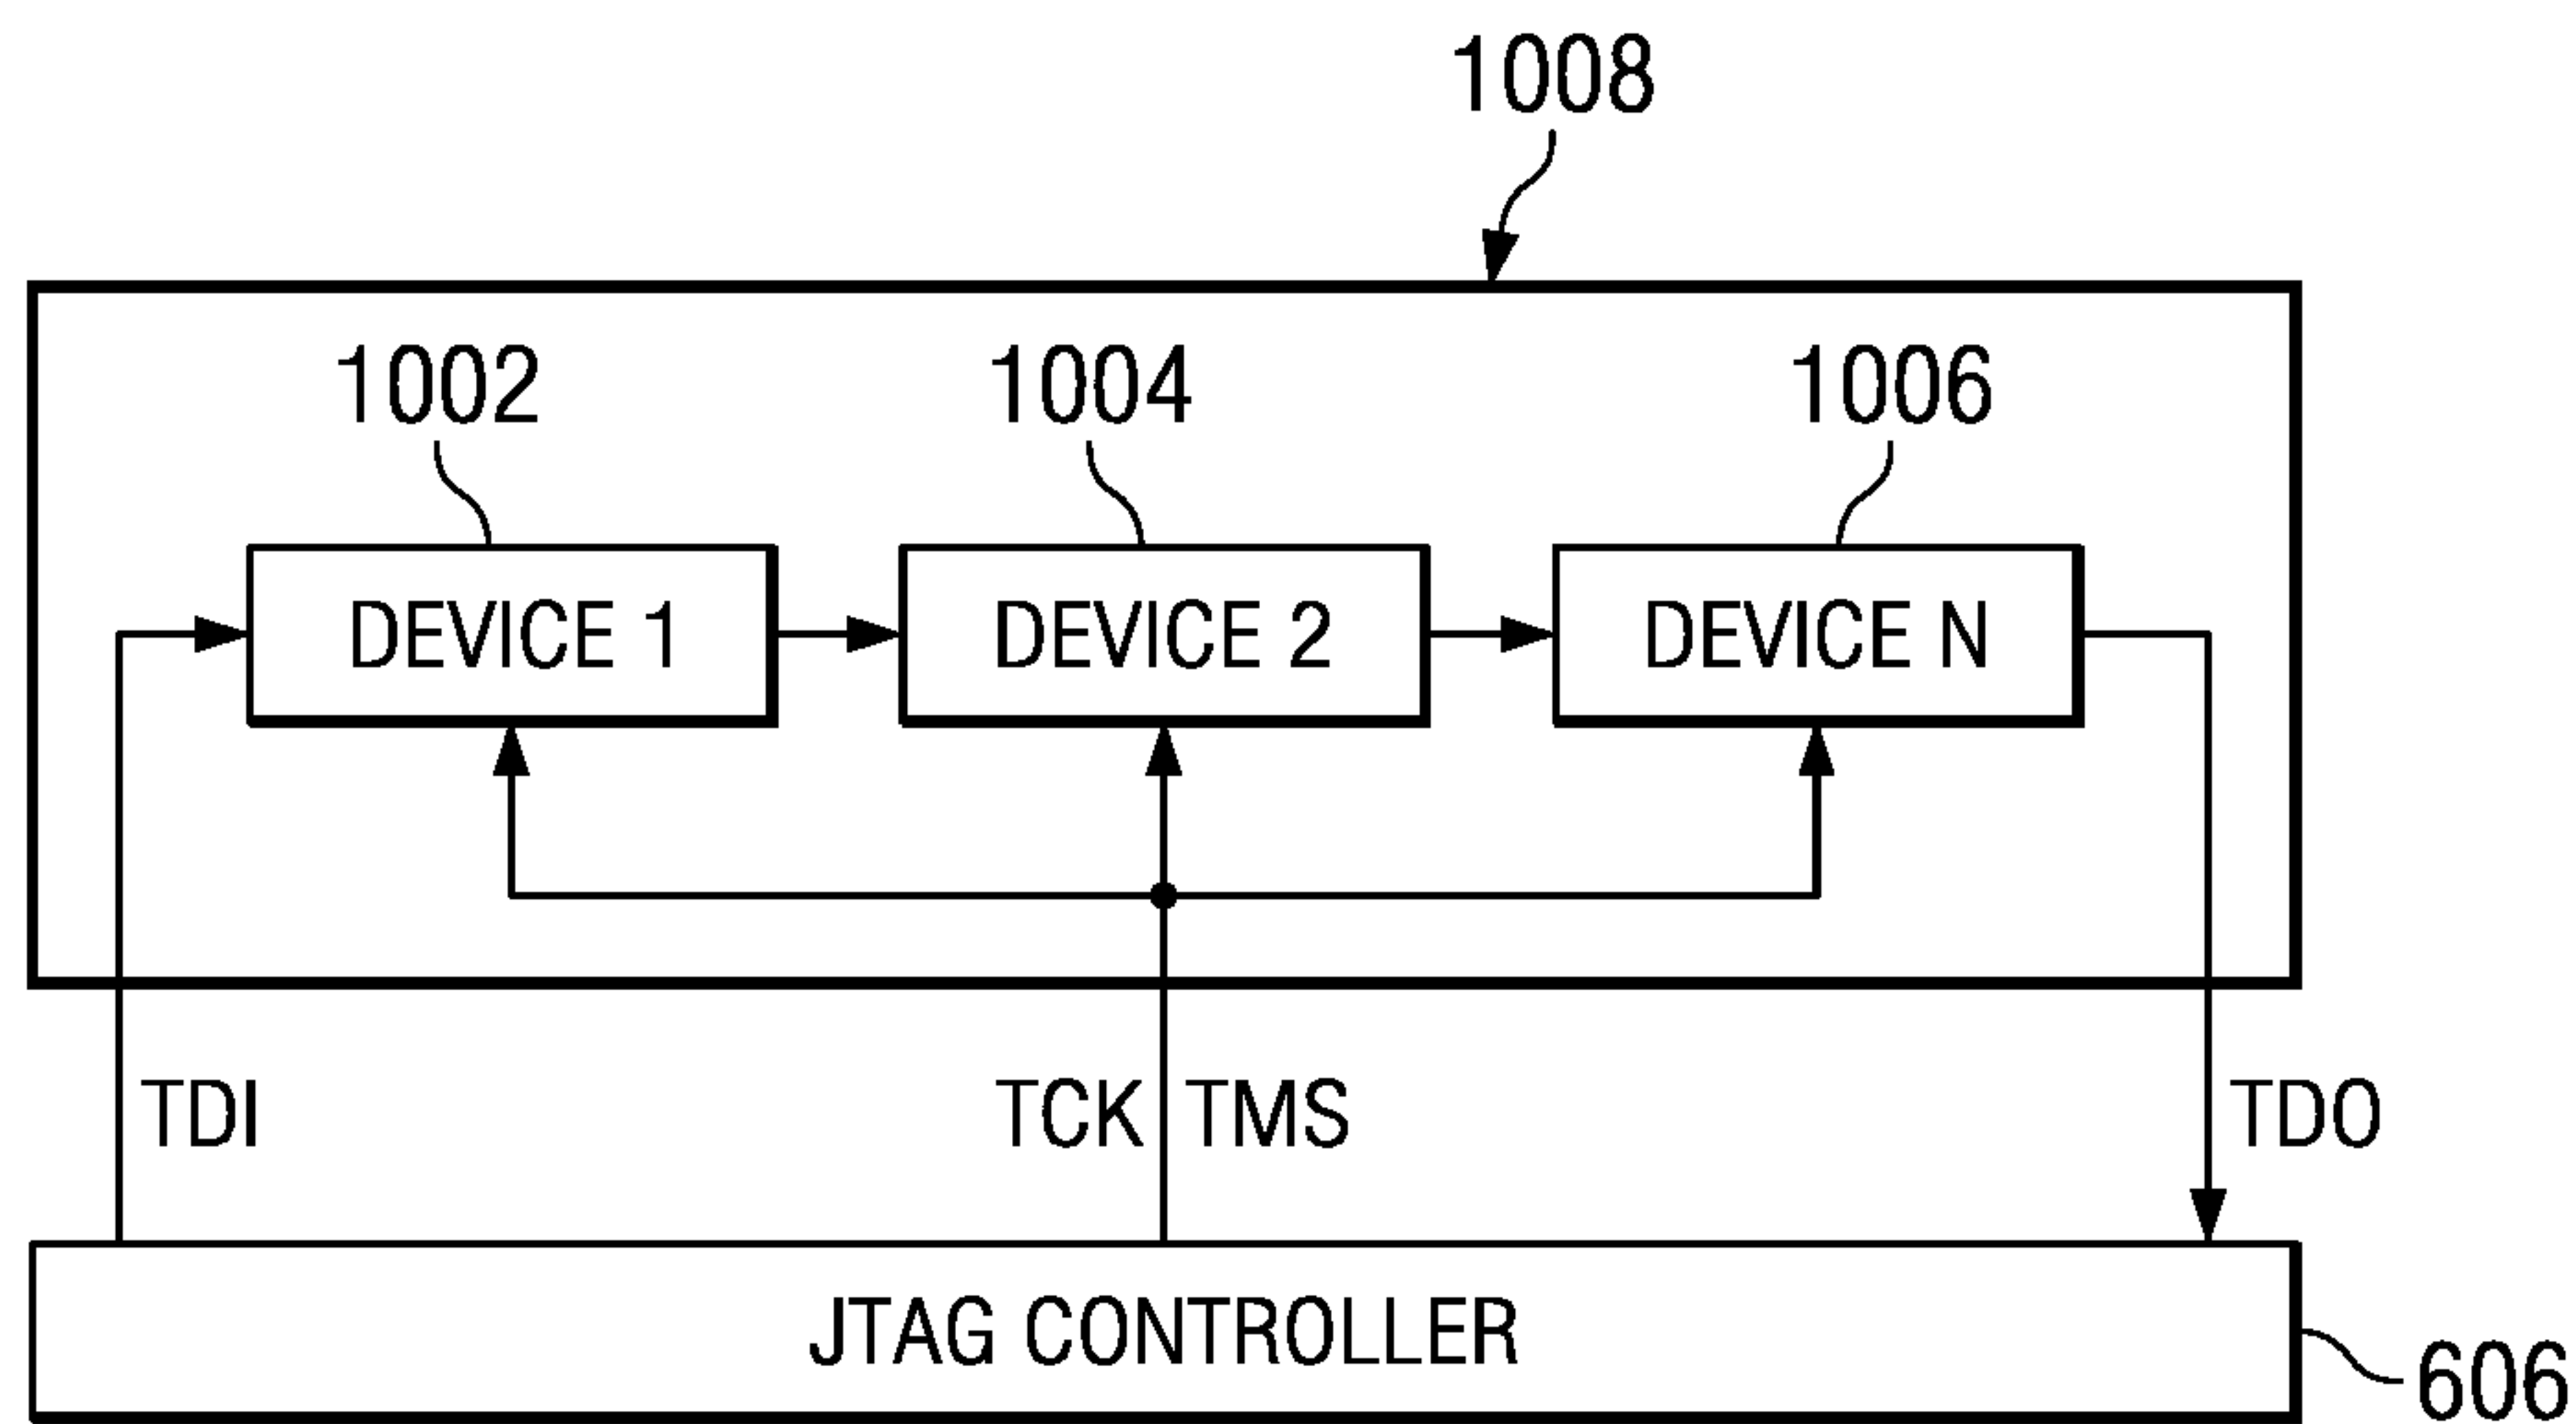 1008
1002 1004 1006
DEVICE 1 DEVICE 2 DEVICE N
TDI TCK TMS TDO
JTAG CONTROLLER
606